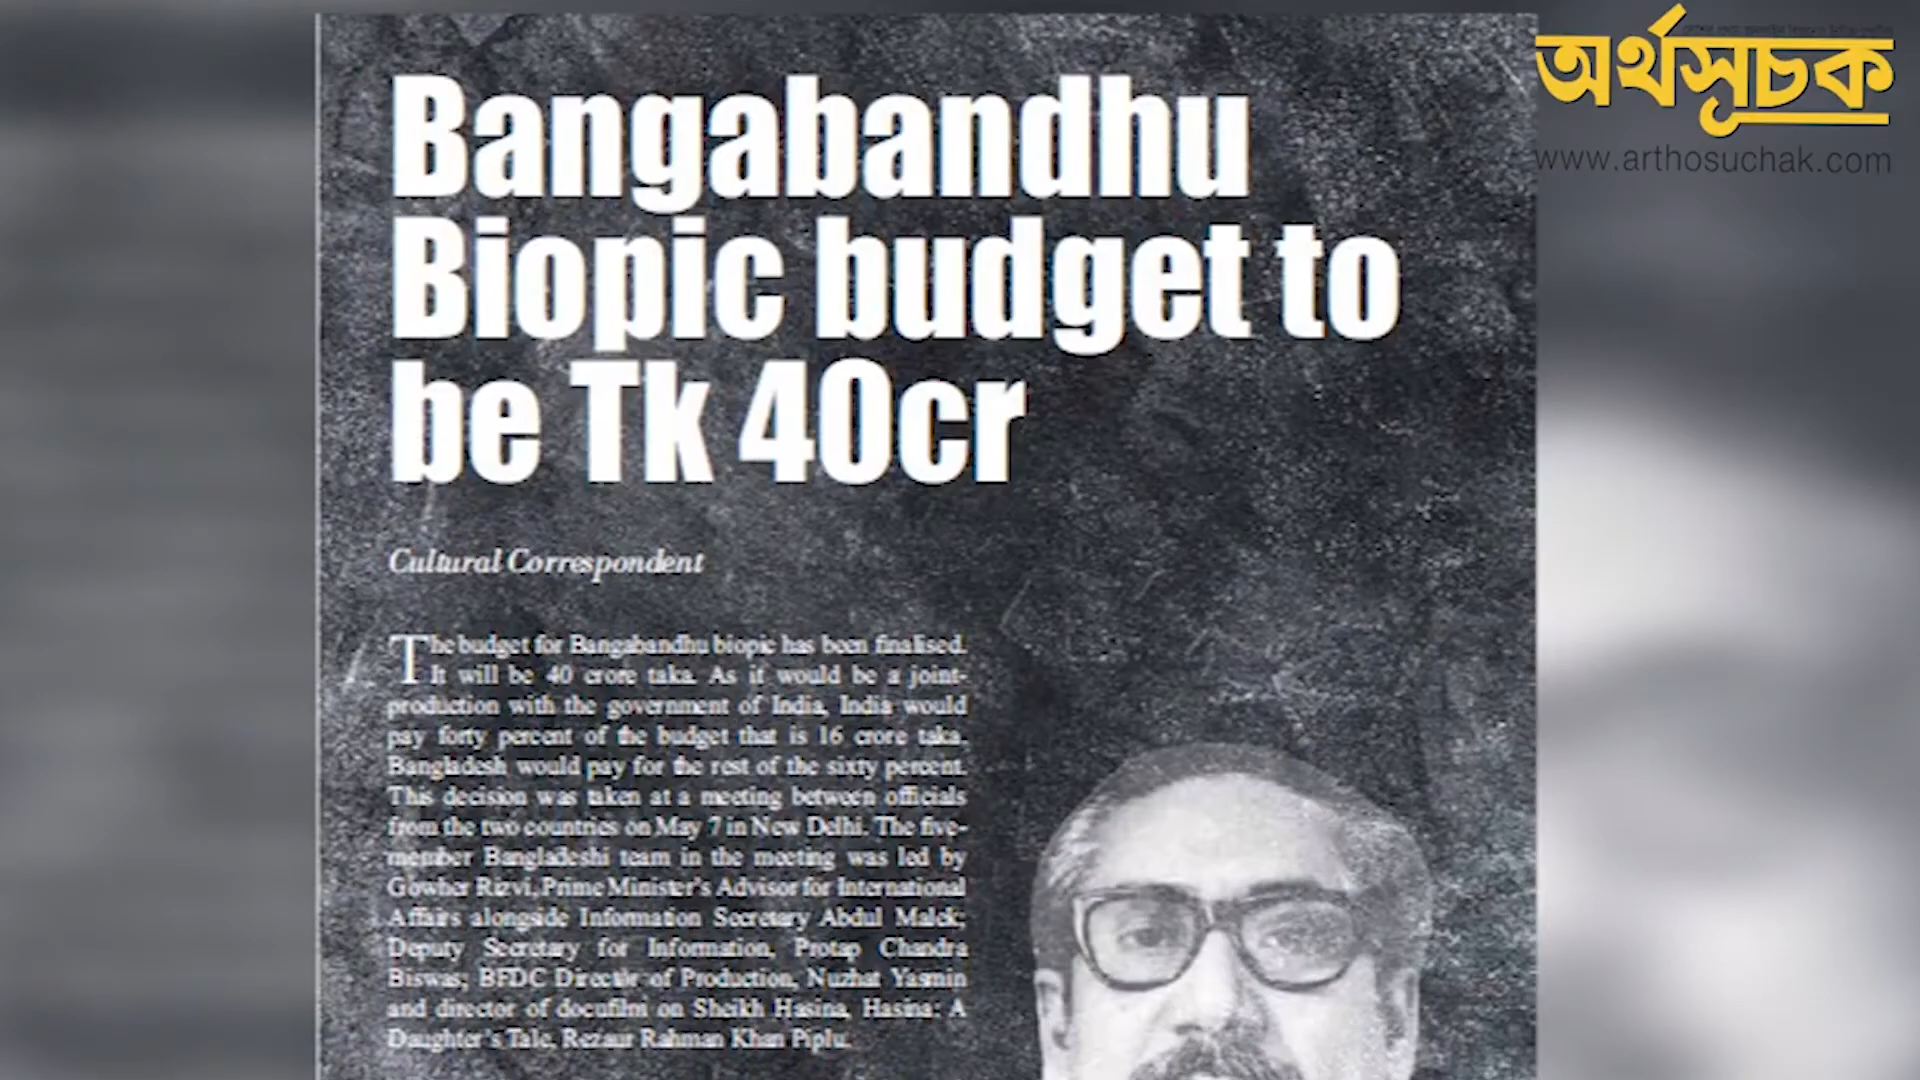 অর্থসূচক
www.arthosuchak.com
Bangabandhu
Biopic budget to
be Tk 40cr
Cultural Correspondent
The budget for Bangabandhu biopic has been finalised.
It will be 40 crore taka. As it would be a joint-
production with the government of India, India would
pay forty percent of the budget that is 16 crore taka.
Bangladesh would pay for the rest of the sixty percent.
This decision was taken at a meeting between officials
from the two countries on May 7 in New Delhi. The five-
member Bangladeshi team in the meeting was led by
Gowher Rizvi, Prime Minister's Advisor for International
Affairs alongside Information Secretary Abdul Malek;
Deputy Secretary for Information, Protap Chandra
Biswas; BFDC Director of Production, Nuzhat Yasmin
and director of docufilm on Sheikh Hasina, Hasina: A
Daughter's Tale, Rezaur Rahman Khan Piplu.